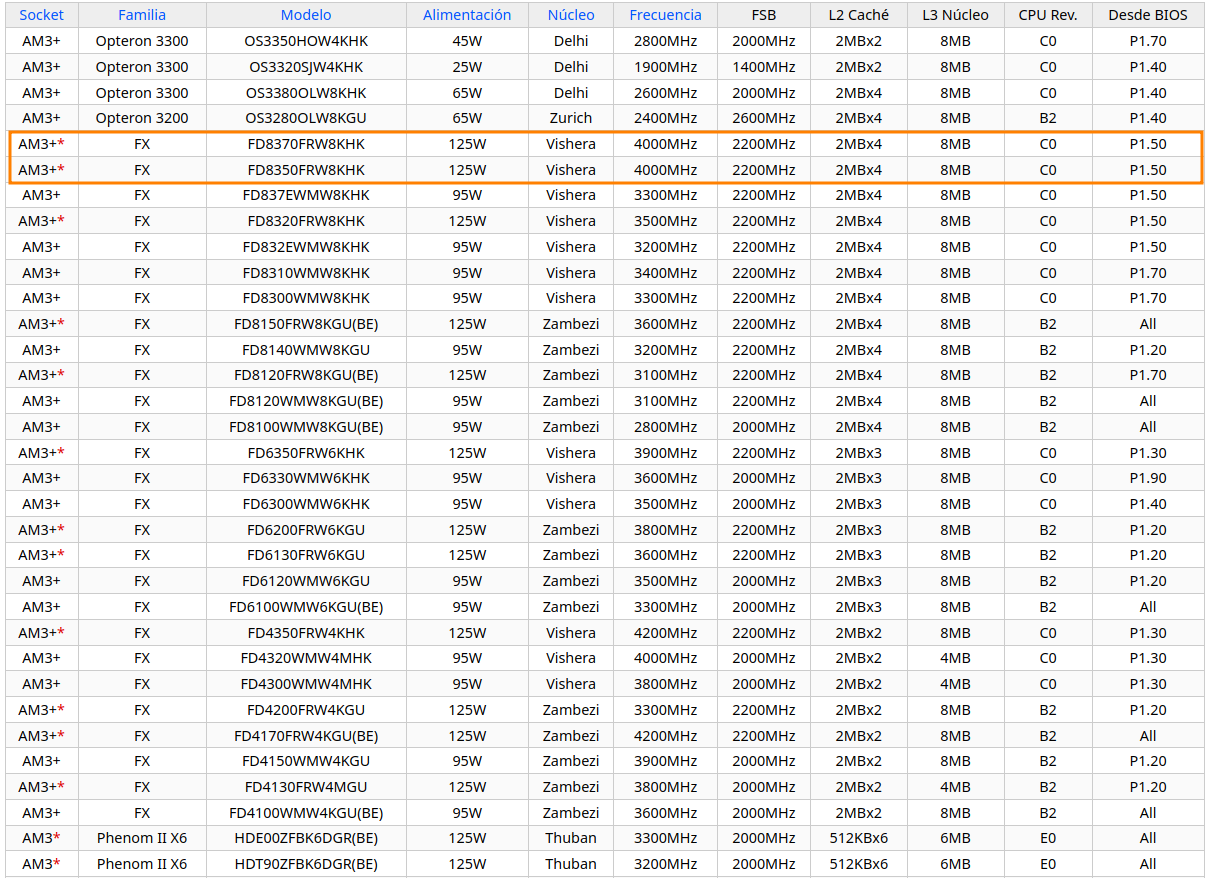 Socket Familia Modelo Alimentación Núcleo Frecuencia FSB L2 Caché L3 Núcleo CPU Rev. Desde BIOS
AM3+ Opteron 3300 OS3350HOW4KHK 45W Delhi 2800MHz 2000MHz 2MBx2 8MB C0 P1.70
AM3+ Opteron 3300 OS3320SJW4KHK 25W Delhi 1900MHz 1400MHz 2MBx2 8MB C0 P1.40
AM3+ Opteron 3300 OS3380OLW8KHK 65W Delhi 2600MHz 2000MHz 2MBx4 8MB C0 P1.40
AM3+ Opteron 3200 OS3280OLW8KGU 65W Zurich 2400MHz 2600MHz 2MBx4 8MB B2 P1.40
AM3+* FX FD8370FRW8KHK 125W Vishera 4000MHz 2200MHz 2MBx4 8MB C0 P1.50
AM3+* FX FD8350FRW8KHK 125W Vishera 4000MHz 2200MHz 2MBx4 8MB C0 P1.50
AM3+ FX FD837EWMW8KHK 95W Vishera 3300MHz 2200MHz 2MBx4 8MB C0 P1.50
AM3+* FX FD8320FRW8KHK 125W Vishera 3500MHz 2200MHz 2MBx4 8MB C0 P1.50
AM3+ FX FD832EWMW8KHK 95W Vishera 3200MHz 2200MHz 2MBx4 8MB C0 P1.50
AM3+ FX FD8310WMW8KHK 95W Vishera 3400MHz 2200MHz 2MBx4 8MB C0 P1.70
AM3+ FX FD8300WMW8KHK 95W Vishera 3300MHz 2200MHz 2MBx4 8MB C0 P1.70
AM3+* FX FD8150FRW8KGU(BE) 125W Zambezi 3600MHz 2200MHz 2MBx4 8MB B2 All
AM3+ FX FD8140WMW8KGU 95W Zambezi 3200MHz 2200MHz 2MBx4 8MB B2 P1.20
AM3+* FX FD8120FRW8KGU(BE) 125W Zambezi 3100MHz 2200MHz 2MBx4 8MB B2 P1.70
AM3+ FX FD8120WMW8KGU(BE) 95W Zambezi 3100MHz 2200MHz 2MBx4 8MB B2 All
AM3+ FX FD8100WMW8KGU(BE) 95W Zambezi 2800MHz 2000MHz 2MBx4 8MB B2 All
AM3+* FX FD6350FRW6KHK 125W Vishera 3900MHz 2200MHz 2MBx3 8MB C0 P1.30
AM3+ FX FD6330WMW6KHK 95W Vishera 3600MHz 2000MHz 2MBx3 8MB C0 P1.90
AM3+ FX FD6300WMW6KHK 95W Vishera 3500MHz 2000MHz 2MBx3 8MB C0 P1.40
AM3+* FX FD6200FRW6KGU 125W Zambezi 3800MHz 2200MHz 2MBx3 8MB B2 P1.20
AM3+* FX FD6130FRW6KGU 125W Zambezi 3600MHz 2200MHz 2MBx3 8MB B2 P1.20
AM3+ FX FD6120WMW6KGU 95W Zambezi 3500MHz 2000MHz 2MBx3 8MB B2 P1.20
AM3+ FX FD6100WMW6KGU(BE) 95W Zambezi 3300MHz 2000MHz 2MBx3 8MB B2 All
AM3+* FX FD4350FRW4KHK 125W Vishera 4200MHz 2200MHz 2MBx2 8MB C0 P1.30
AM3+ FX FD4320WMW4MHK 95W Vishera 4000MHz 2000MHz 2MBx2 4MB C0 P1.30
AM3+ FX FD4300WMW4MHK 95W Vishera 3800MHz 2000MHz 2MBx2 4MB C0 P1.30
AM3+* FX FD4200FRW4KGU 125W Zambezi 3300MHz 2200MHz 2MBx2 8MB B2 P1.20
AM3+* FX FD4170FRW4KGU(BE) 125W Zambezi 4200MHz 2200MHz 2MBx2 8MB B2 All
AM3+ FX FD4150WMW4KGU 95W Zambezi 3900MHz 2000MHz 2MBx2 8MB B2 P1.20
AM3+* FX FD4130FRW4MGU 125W Zambezi 3800MHz 2000MHz 2MBx2 4MB B2 P1.20
AM3+ FX FD4100WMW4KGU(BE) 95W Zambezi 3600MHz 2000MHz 2MBx2 8MB B2 All
AM3* Phenom II X6 HDE00ZFBK6DGR(BE) 125W Thuban 3300MHz 2000MHz 512KBx6 6MB E0 All
AM3* Phenom II X6 HDT90ZFBK6DGR(BE) 125W Thuban 3200MHz 2000MHz 512KBx6 6MB E0 All